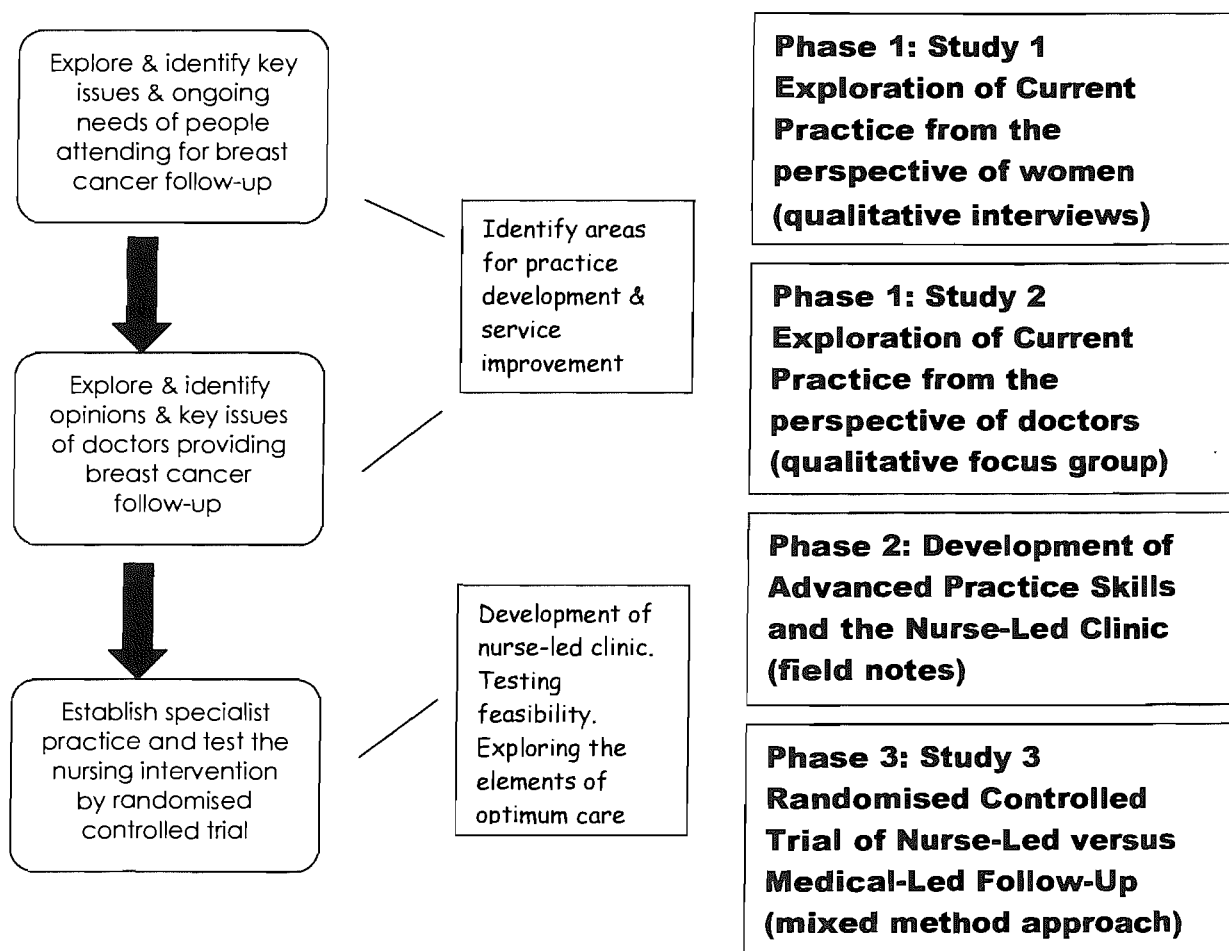 Explore & identify key
issues & ongoing
needs of people
attending for breast
cancer follow-up
Explore & identify
opinions & key issues
of doctors providing
breast cancer
follow-up
Establish specialist
practice and test the
nursing intervention
by randomised
controlled trial
Identify areas
for practice
development &
service
improvement
Development of
nurse-led clinic.
Testing
feasibility.
Exploring the
elements of
optimum care
Phase 1: Study 1
Exploration of Current
Practice from the
perspective of women
(qualitative interviews)
Phase 1: Study 2
Exploration of Current
Practice from the
perspective of doctors
(qualitative focus group)
Phase 2: Development of
Advanced Practice Skills
and the Nurse-Led Clinic
(field notes)
Phase 3: Study 3
Randomised Controlled
Trial of Nurse-Led versus
Medical-Led Follow-Up
(mixed method approach)